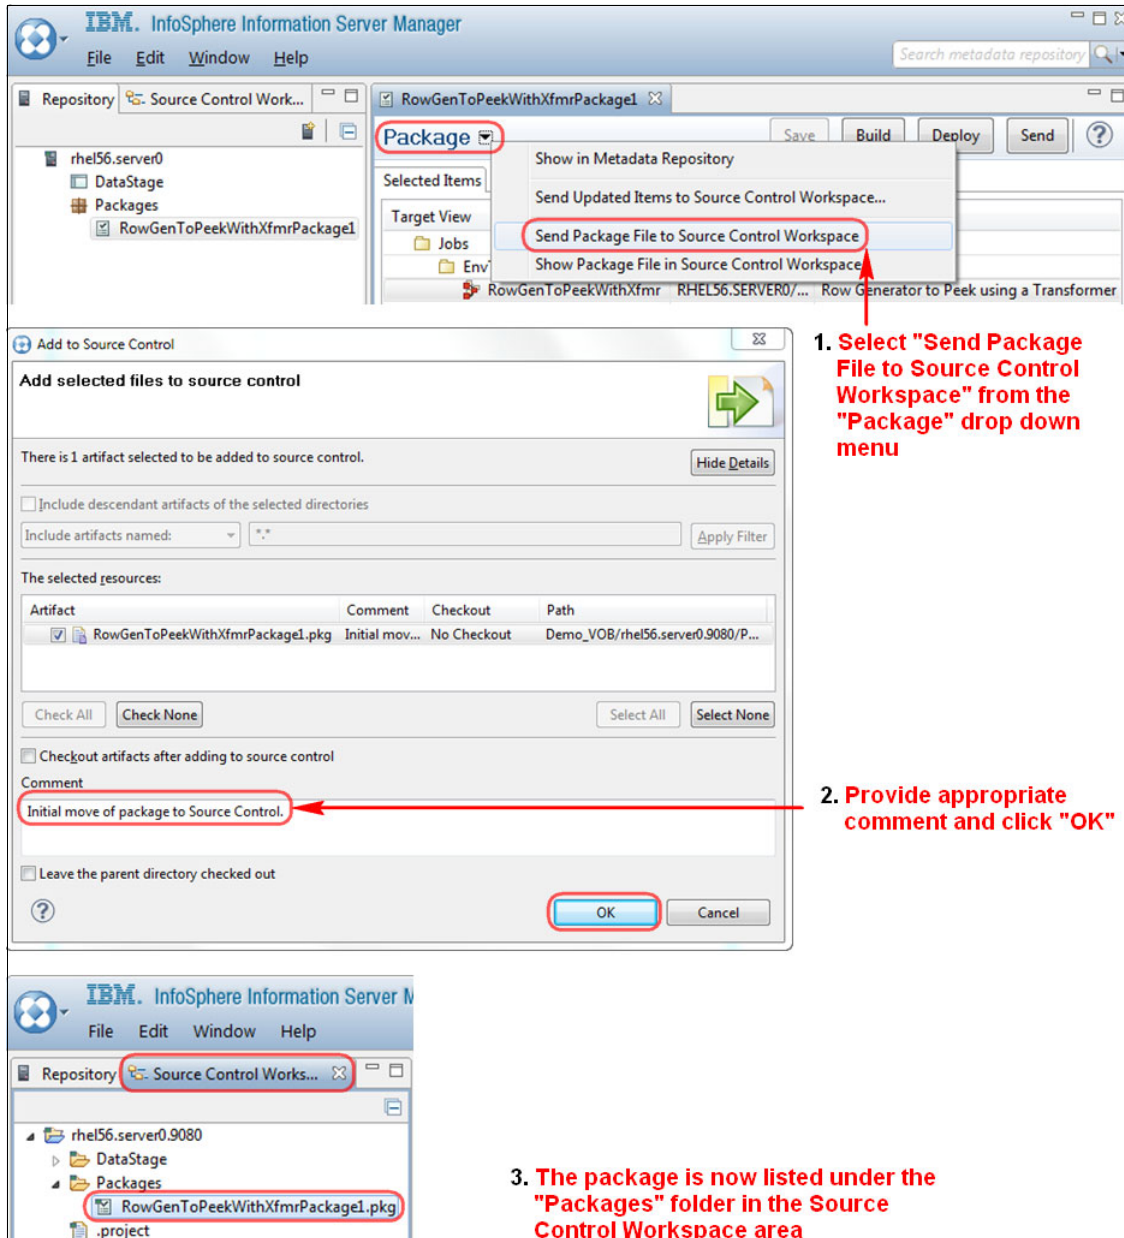 IBM. InfoSphere Information Server Manager
File Edit Window Help
Search metadata repository
Repository Source Control Work...
RowGenToPeekWithXfmrPackage1
Package
Save Build Deploy Send
rhel56.server0
DataStage
Packages
RowGenToPeekWithXfmrPackage1
Selected Items
Target View
Jobs
Env
RowGenToPeekWithXfmr RHEL56.SERVER0/... Row Generator to Peek using a Transformer
Show in Metadata Repository
Send Updated Items to Source Control Workspace...
Send Package File to Source Control Workspace
Show Package File in Source Control Workspace
1. Select "Send Package
File to Source Control
Workspace" from the
"Package" drop down
menu
Add to Source Control
Add selected files to source control
There is 1 artifact selected to be added to source control.
Hide Details
Include descendant artifacts of the selected directories
Include artifacts named: *.* Apply Filter
The selected resources:
Artifact Comment Checkout Path
RowGenToPeekWithXfmrPackage1.pkg Initial mov... No Checkout Demo_VOB/rhel56.server0.9080/P...
Check All Check None Select All Select None
Checkout artifacts after adding to source control
Comment
Initial move of package to Source Control.
2. Provide appropriate
comment and click "OK"
Leave the parent directory checked out
OK Cancel
IBM. InfoSphere Information Server M
File Edit Window Help
Repository Source Control Works...
rhel56.server0.9080
DataStage
Packages
RowGenToPeekWithXfmrPackage1.pkg
.project
3. The package is now listed under the
"Packages" folder in the Source
Control Workspace area